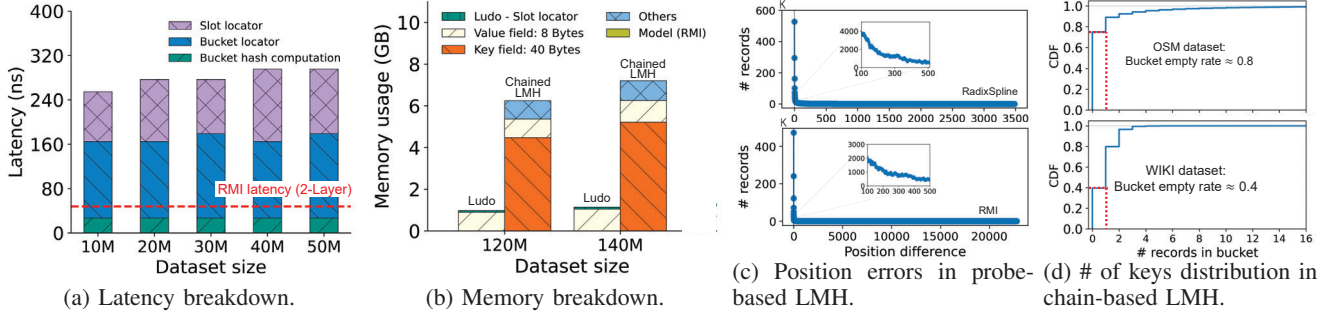 400
320
240
160
80
0
Latency (ns)
Slot locator
Bucket locator
Bucket hash computation
RMI latency (2-Layer)
10M 20M 30M 40M 50M
Dataset size
(a) Latency breakdown.
10
8
6
4
2
0
Memory usage (GB)
Ludo - Slot locator
Value field: 8 Bytes
Key field: 40 Bytes
Others
Model (RMI)
Chained
LMH
Chained
LMH
Ludo
Ludo
120M 140M
Dataset size
(b) Memory breakdown.
K
600
400
200
0
# records
4000
2000
0
100 300 500
RadixSpline
0 500 1500 2500 3500
K
400
200
0
# records
3000
2000
1000
0
100 200 300 400 500
RMI
0 5000 10000 15000 20000
Position difference
(c) Position errors in probe-
based LMH.
1.0
0.8
0.6
0.4
0.2
0.0
CDF
OSM dataset:
Bucket empty rate ≈ 0.8
1.0
0.8
0.6
0.4
0.2
0.0
CDF
WIKI dataset:
Bucket empty rate ≈ 0.4
0 2 4 6 8 10 12 14 16
# records in bucket
(d) # of keys distribution in
chain-based LMH.